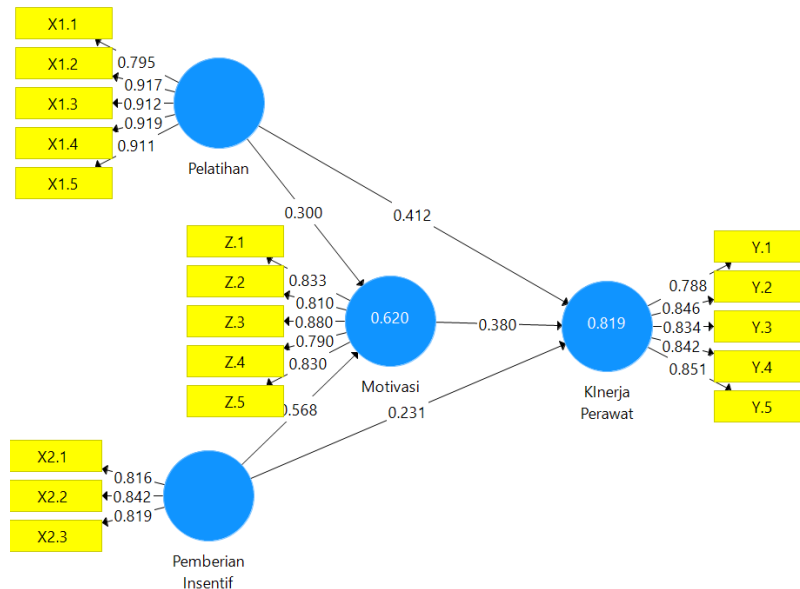 X1.1
X1.2
X1.3
X1.4
X1.5
0.795
0.917
0.912
0.919
0.911
Pelatihan
0.300
0.412
Z.1
Z.2
Z.3
Z.4
Z.5
0.833
0.810
0.880
0.790
0.830
0.620
Motivasi
0.380
0.568
0.231
0.819
KInerja
Perawat
0.788
0.846
0.834
0.842
0.851
Y.1
Y.2
Y.3
Y.4
Y.5
X2.1
X2.2
X2.3
0.816
0.842
0.819
Pemberian
Insentif